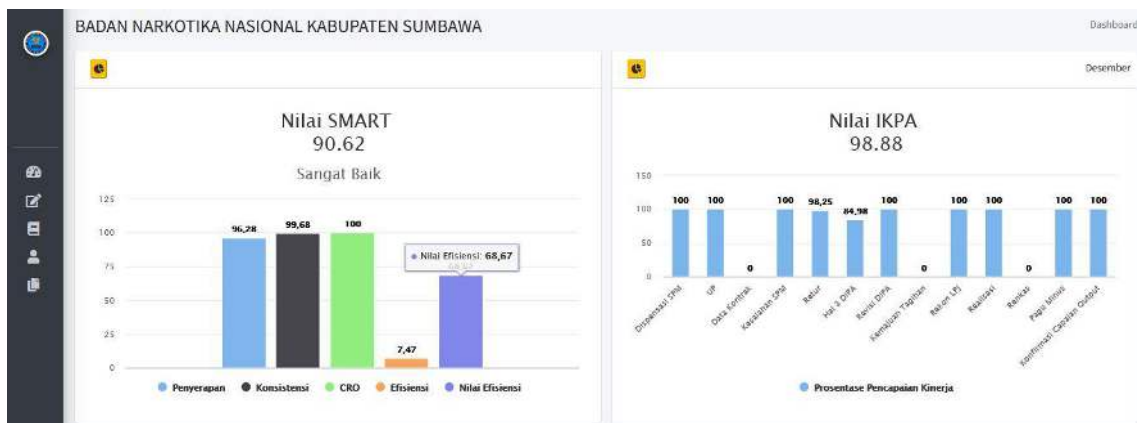 BADAN NARKOTIKA NASIONAL KABUPATEN SUMBAWA
Dashboard
Nilai SMART
90.62
Sangat Baik
125
100
75
50
25
0
96,28
99,68
100
7,47
Nilai Efisiensi: 68,67
Penyerapan
Konsistensi
CRO
Efisiensi
Nilai Efisiensi
Desember
Nilai IKPA
98.88
150
100
50
0
100
100
0
100
98,25
84,98
100
0
100
100
0
100
100
Dispensasi SPM
UP
Data Kontrak
Kesalahan SPM
Retur
Hal 3 DIPA
Revisi DIPA
Kemajuan Tagihan
Rekon LPJ
Realisasi
Renkas
Pagu Minus
Konfirmasi Capaian Output
Prosentase Pencapaian Kinerja